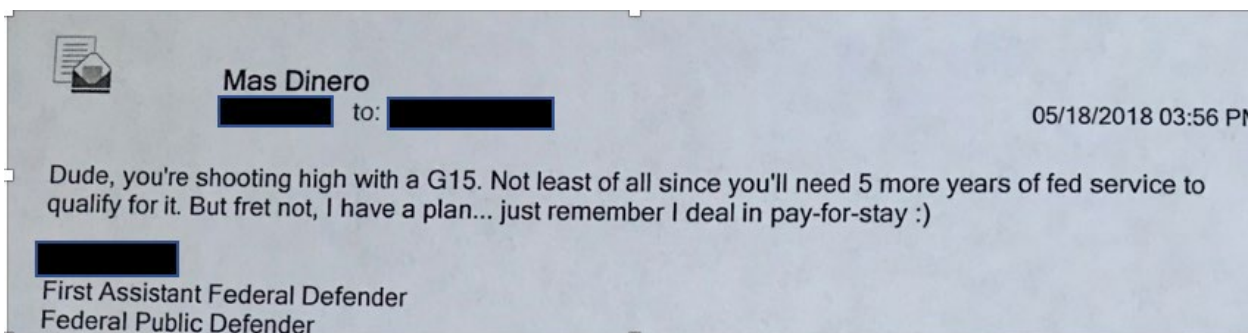 Mas Dinero
to:
05/18/2018 03:56 PM
Dude, you're shooting high with a G15. Not least of all since you'll need 5 more years of fed service to
qualify for it. But fret not, I have a plan... just remember I deal in pay-for-stay :)
First Assistant Federal Defender
Federal Public Defender